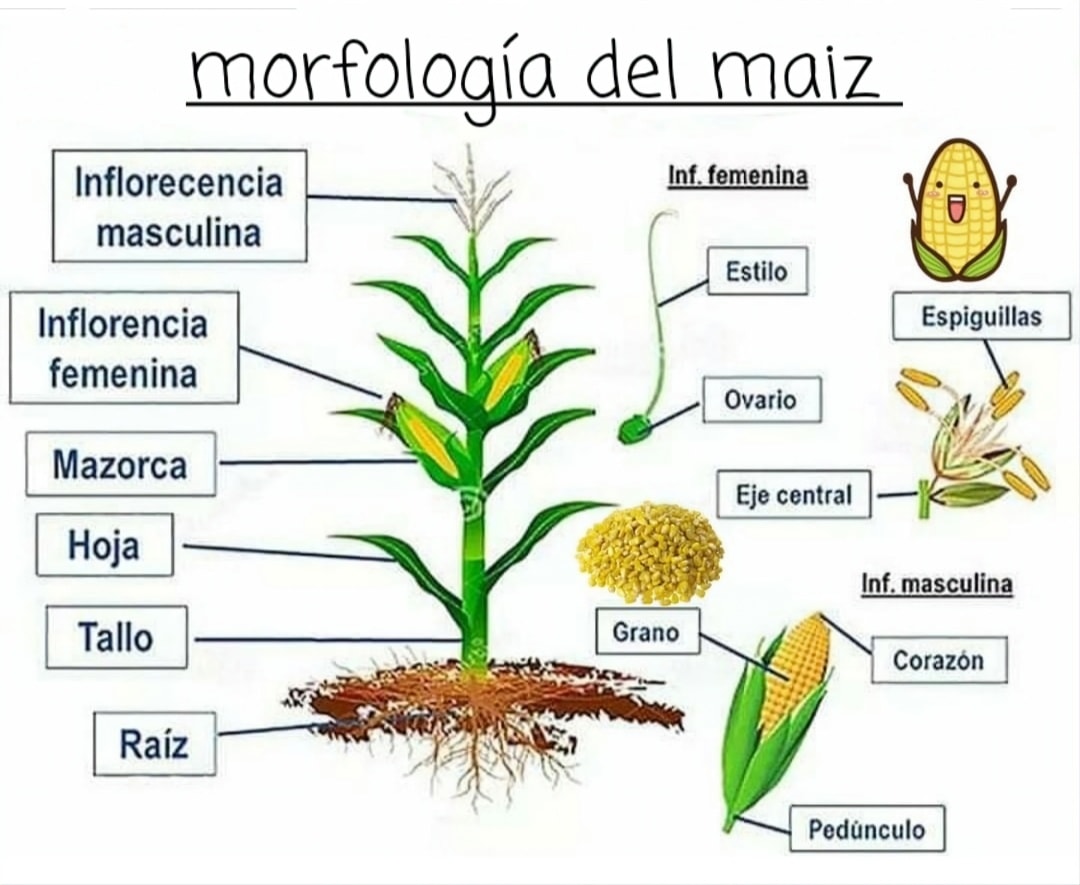 morfología del maiz
Inflorecencia
masculina
Inflorencia
femenina
Mazorca
Hoja
Tallo
Raíz
Inf. femenina
Estilo
Ovario
Espiguillas
Eje central
Inf. masculina
Grano
Corazón
Pedúnculo